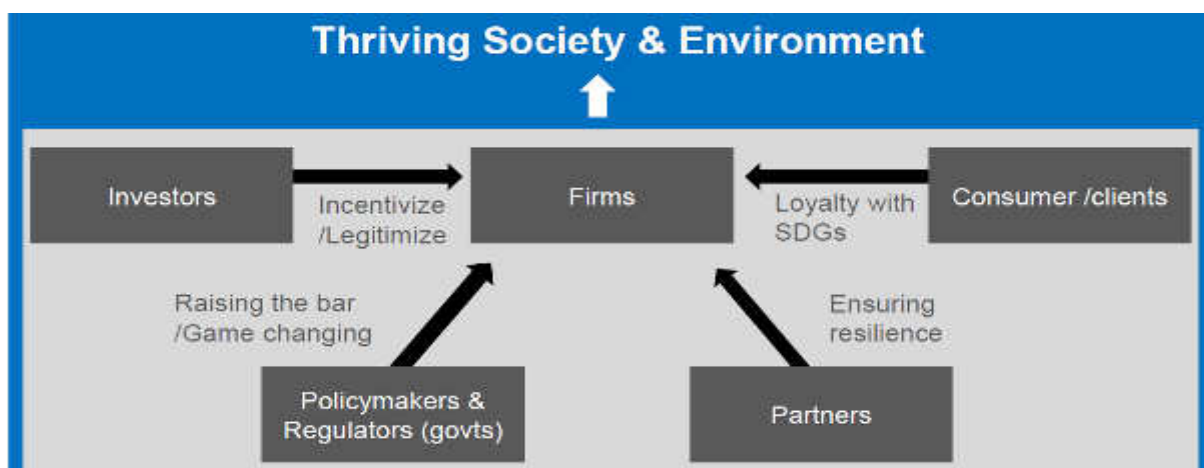 Thriving Society & Environment
Investors
Incentivize
/Legitimize
Firms
Loyalty with
SDGs
Consumer /clients
Raising the bar
/Game changing
Ensuring
resilience
Policymakers &
Regulators (govts)
Partners